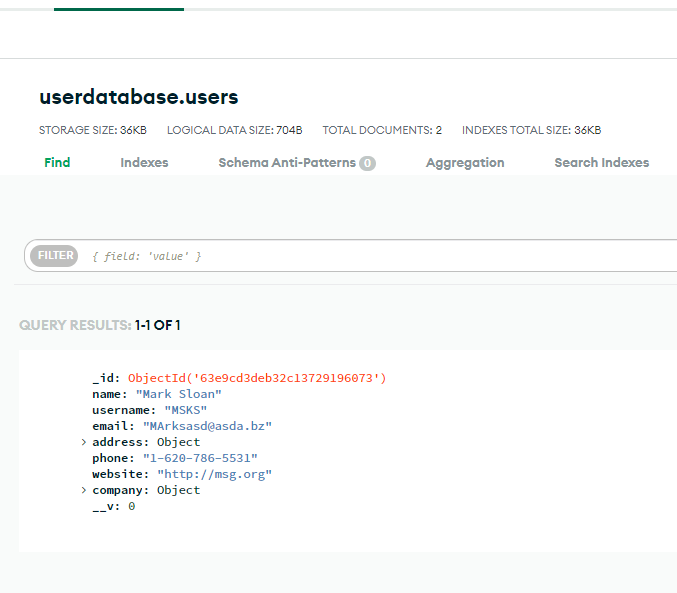 userdatabase.users
STORAGE SIZE: 36KB LOGICAL DATA SIZE: 704B TOTAL DOCUMENTS: 2 INDEXES TOTAL SIZE: 36KB
Find Indexes Schema Anti-Patterns 0 Aggregation Search Indexes
FILTER { field: 'value' }
QUERY RESULTS: 1-1 OF 1
_id: ObjectId('63e9cd3deb32c13729196073')
name: "Mark Sloan"
username: "MSKS"
email: "MArksasd@asda.bz"
> address: Object
phone: "1-620-786-5531"
website: "http://msg.org"
> company: Object
__v: 0